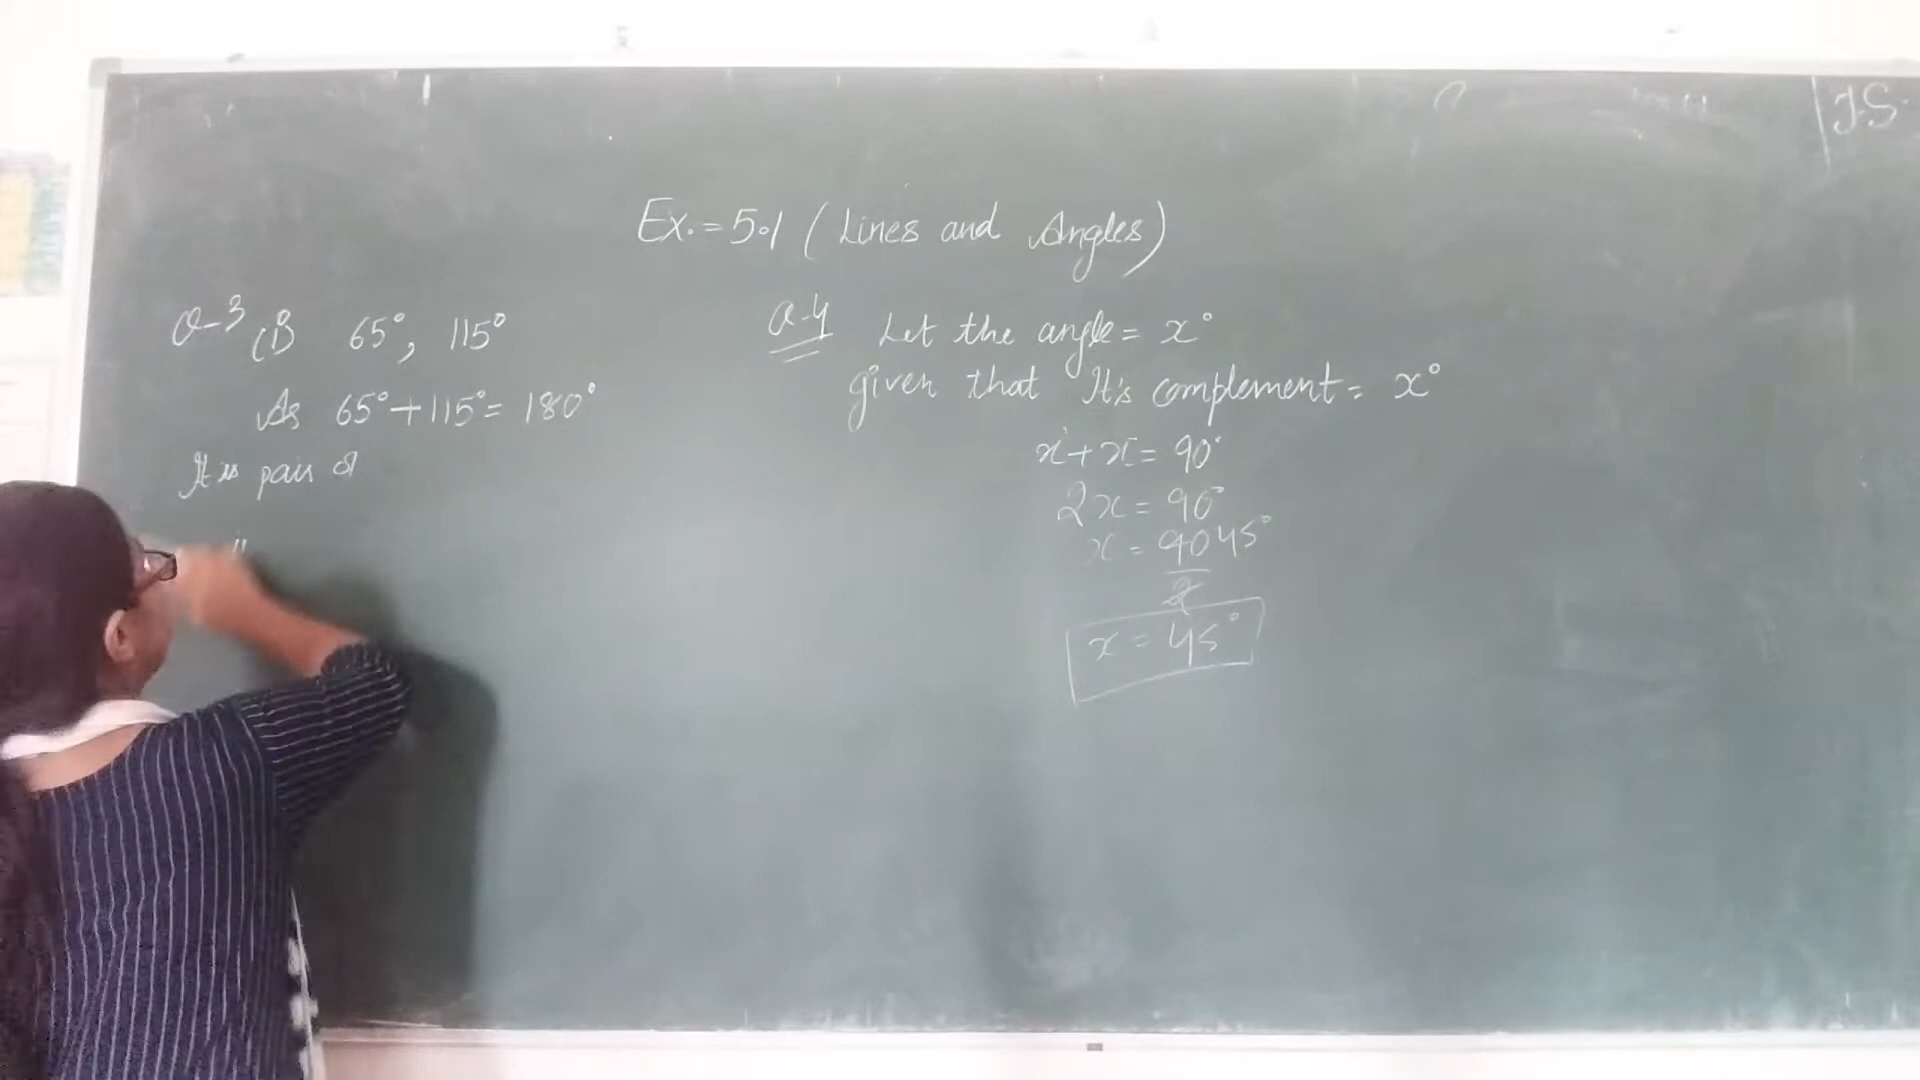 J.S.
Ex.=5.1 (Lines and Angles)
Q-3 (i) 65°, 115°
As 65°+115°= 180°
It is pair of
Q-4 Let the angle = x°
given that It's complement = x°
x+x = 90°
2x = 90°
x = 90 45°
2
x = 45°